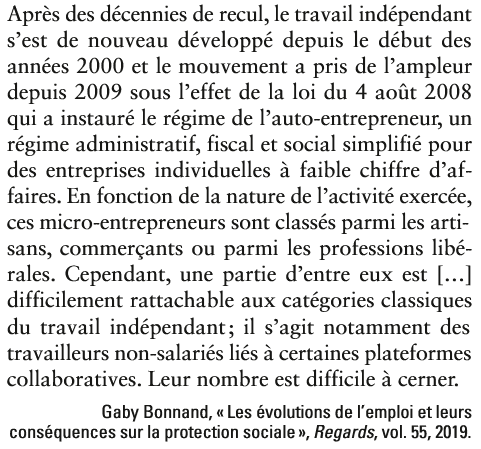 Après des décennies de recul, le travail indépendant
s’est de nouveau développé depuis le début des
années 2000 et le mouvement a pris de l’ampleur
depuis 2009 sous l’effet de la loi du 4 août 2008
qui a instauré le régime de l’auto-entrepreneur, un
régime administratif, fiscal et social simplifié pour
des entreprises individuelles à faible chiffre d’af-
faires. En fonction de la nature de l’activité exercée,
ces micro-entrepreneurs sont classés parmi les arti-
sans, commerçants ou parmi les professions libé-
rales. Cependant, une partie d’entre eux est […]
difficilement rattachable aux catégories classiques
du travail indépendant ; il s’agit notamment des
travailleurs non-salariés liés à certaines plateformes
collaboratives. Leur nombre est difficile à cerner.
Gaby Bonnand, « Les évolutions de l’emploi et leurs
conséquences sur la protection sociale », Regards, vol. 55, 2019.